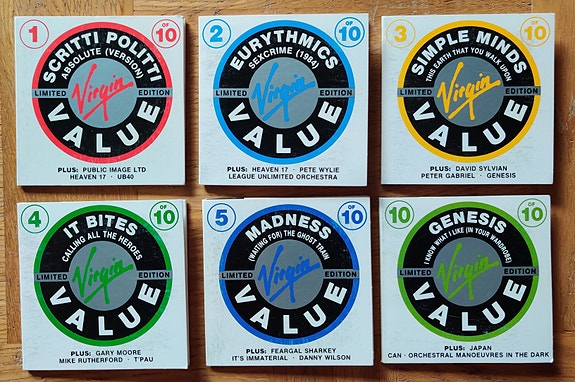 1
OF 10
SCRITTI POLITTI
ABSOLUTE (VERSION)
LIMITED Virgin EDITION
VALUE
PLUS: PUBLIC IMAGE LTD
HEAVEN 17 · UB40
2
OF 10
EURYTHMICS
SEXCRIME (1984)
LIMITED Virgin EDITION
VALUE
PLUS: HEAVEN 17 · PETE WYLIE
LEAGUE UNLIMITED ORCHESTRA
3
OF 10
SIMPLE MINDS
THIS EARTH THAT YOU WALK UPON
LIMITED Virgin EDITION
VALUE
PLUS: DAVID SYLVIAN
PETER GABRIEL · GENESIS
4
OF 10
IT BITES
CALLING ALL THE HEROES
LIMITED Virgin EDITION
VALUE
PLUS: GARY MOORE
MIKE RUTHERFORD · T'PAU
5
OF 10
MADNESS
(WAITING FOR) THE GHOST TRAIN
LIMITED Virgin EDITION
VALUE
PLUS: FEARGAL SHARKEY
IT'S IMMATERIAL · DANNY WILSON
10
OF 10
GENESIS
I KNOW WHAT I LIKE (IN YOUR WARDROBE)
LIMITED Virgin EDITION
VALUE
PLUS: JAPAN
CAN · ORCHESTRAL MANOEUVRES IN THE DARK